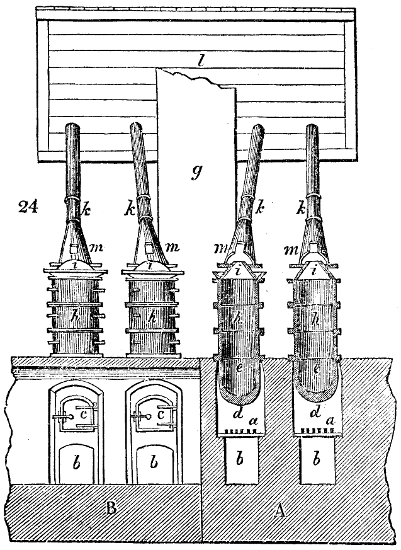 l
g
24 k k k k
m m m m
i i i i
h h h h
e e
c c d a d a
b b b b
B A